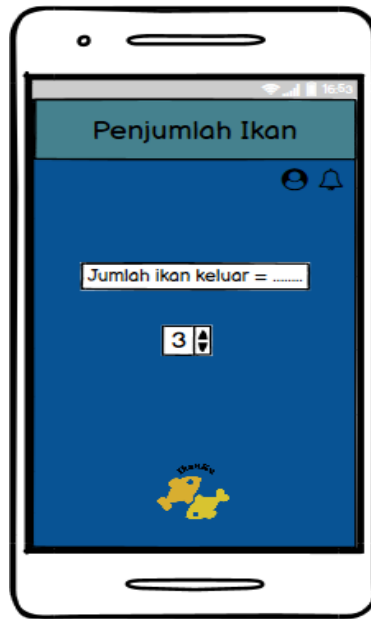 16:53
Penjumlah Ikan
Jumlah ikan keluar = ........
3